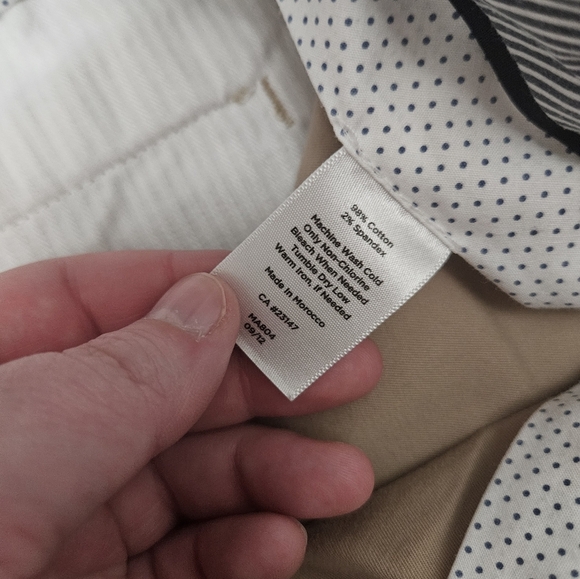 98% Cotton
2% Spandex
Machine Wash Cold
Only Non-Chlorine
Bleach When Needed
Tumble Dry Low
Warm Iron, if Needed
Made In Morocco
CA #23147
MAB04
09/12